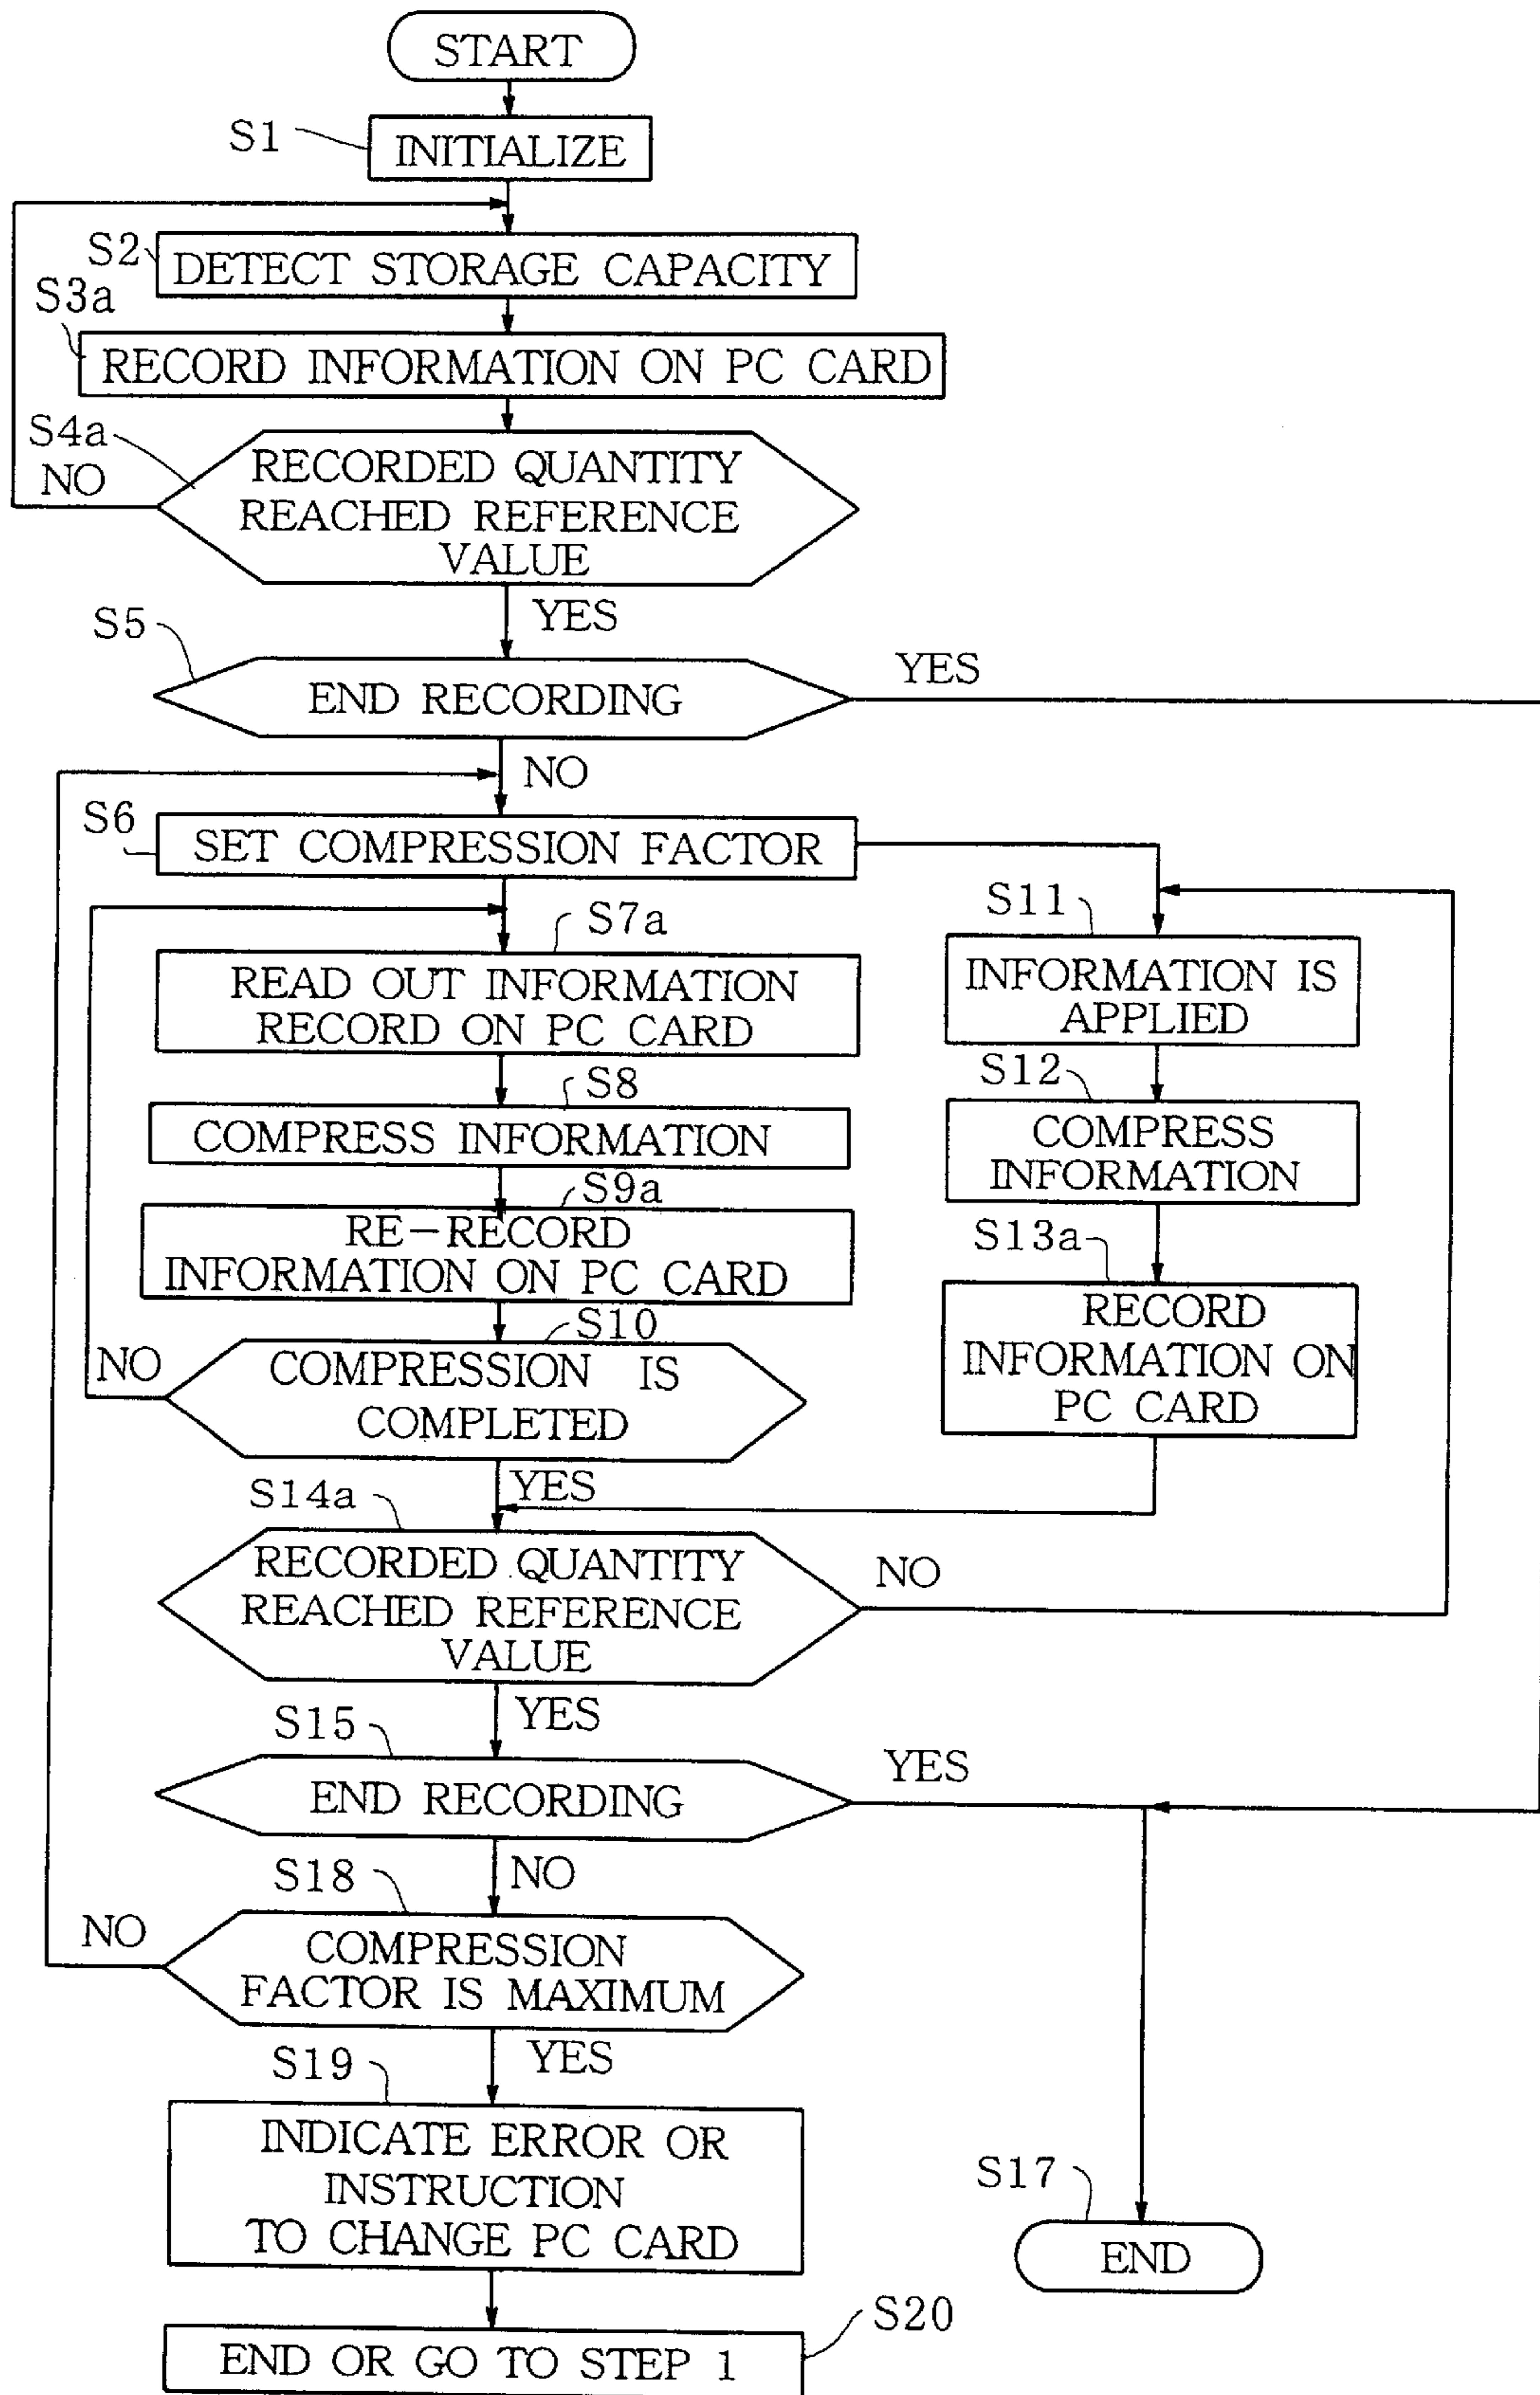 START
S1
INITIALIZE
S2
DETECT STORAGE CAPACITY
S3a
RECORD INFORMATION ON PC CARD
S4a
NO
RECORDED QUANTITY
REACHED REFERENCE
VALUE
YES
S5
END RECORDING
YES
NO
S6
SET COMPRESSION FACTOR
S7a
READ OUT INFORMATION
RECORD ON PC CARD
S8
COMPRESS INFORMATION
S9a
RE-RECORD
INFORMATION ON PC CARD
S10
NO
COMPRESSION IS
COMPLETED
YES
S11
INFORMATION IS
APPLIED
S12
COMPRESS
INFORMATION
S13a
RECORD
INFORMATION ON
PC CARD
S14a
RECORDED QUANTITY
REACHED REFERENCE
VALUE
NO
YES
S15
END RECORDING
YES
NO
S18
NO
COMPRESSION
FACTOR IS MAXIMUM
YES
S19
INDICATE ERROR OR
INSTRUCTION
TO CHANGE PC CARD
S17
END
S20
END OR GO TO STEP 1